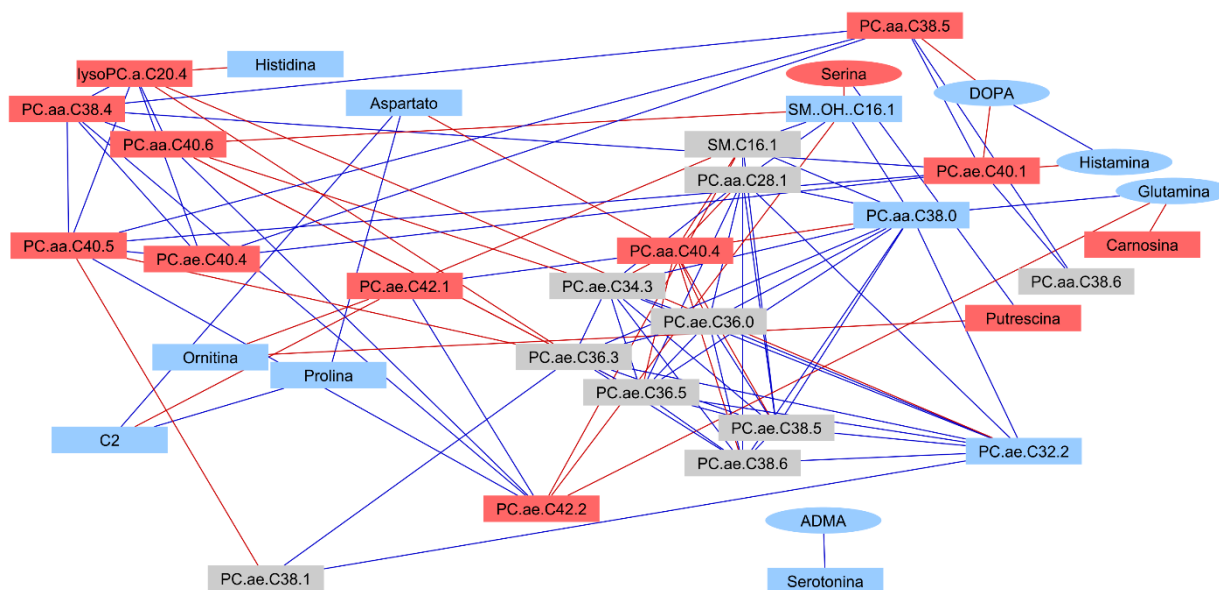 PC.aa.C38.5
lysoPC.a.C20.4
Histidina
Serina
PC.aa.C38.4
Aspartato
SM..OH..C16.1
DOPA
PC.aa.C40.6
SM.C16.1
PC.ae.C40.1
Histamina
PC.aa.C28.1
Glutamina
PC.aa.C38.0
PC.aa.C40.5
PC.ae.C40.4
PC.aa.C40.4
Carnosina
PC.ae.C42.1
PC.ae.C34.3
PC.aa.C38.6
PC.ae.C36.0
Putrescina
Ornitina
PC.ae.C36.3
Prolina
PC.ae.C36.5
C2
PC.ae.C38.5
PC.ae.C38.6
PC.ae.C32.2
PC.ae.C42.2
ADMA
PC.ae.C38.1
Serotonina